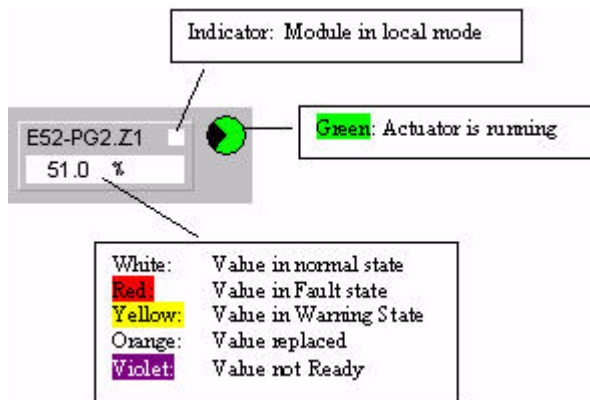 Indicator: Module in local mode
E52-PG2.Z1
51.0 %
Green: Actuator is running
White: Value in normal state
Red: Value in Fault state
Yellow: Value in Warning State
Orange: Value replaced
Violet: Value not Ready